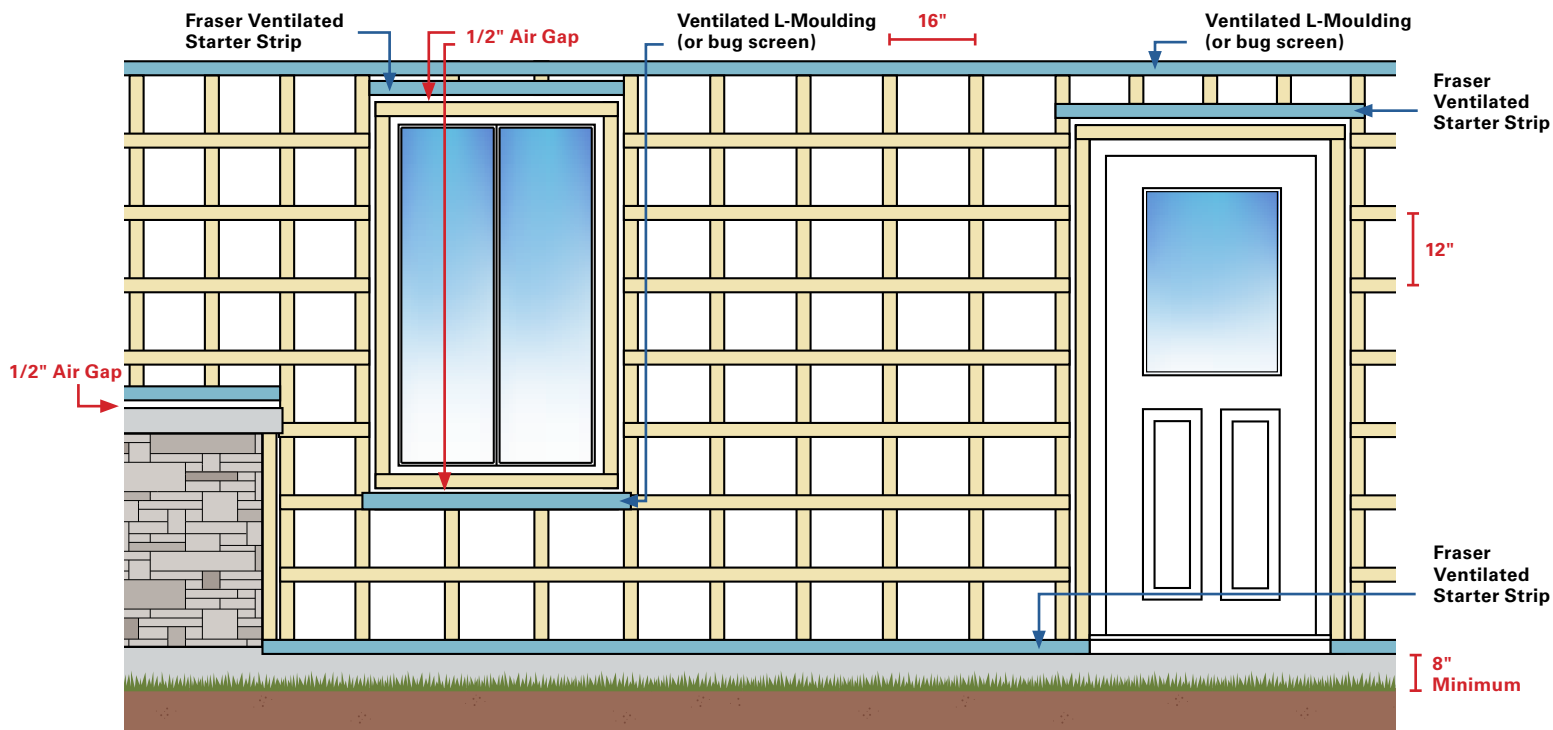 Fraser Ventilated
Starter Strip
1/2" Air Gap
Ventilated L-Moulding
(or bug screen)
16"
Ventilated L-Moulding
(or bug screen)
Fraser
Ventilated
Starter Strip
12"
1/2" Air Gap
Fraser
Ventilated
Starter Strip
8"
Minimum